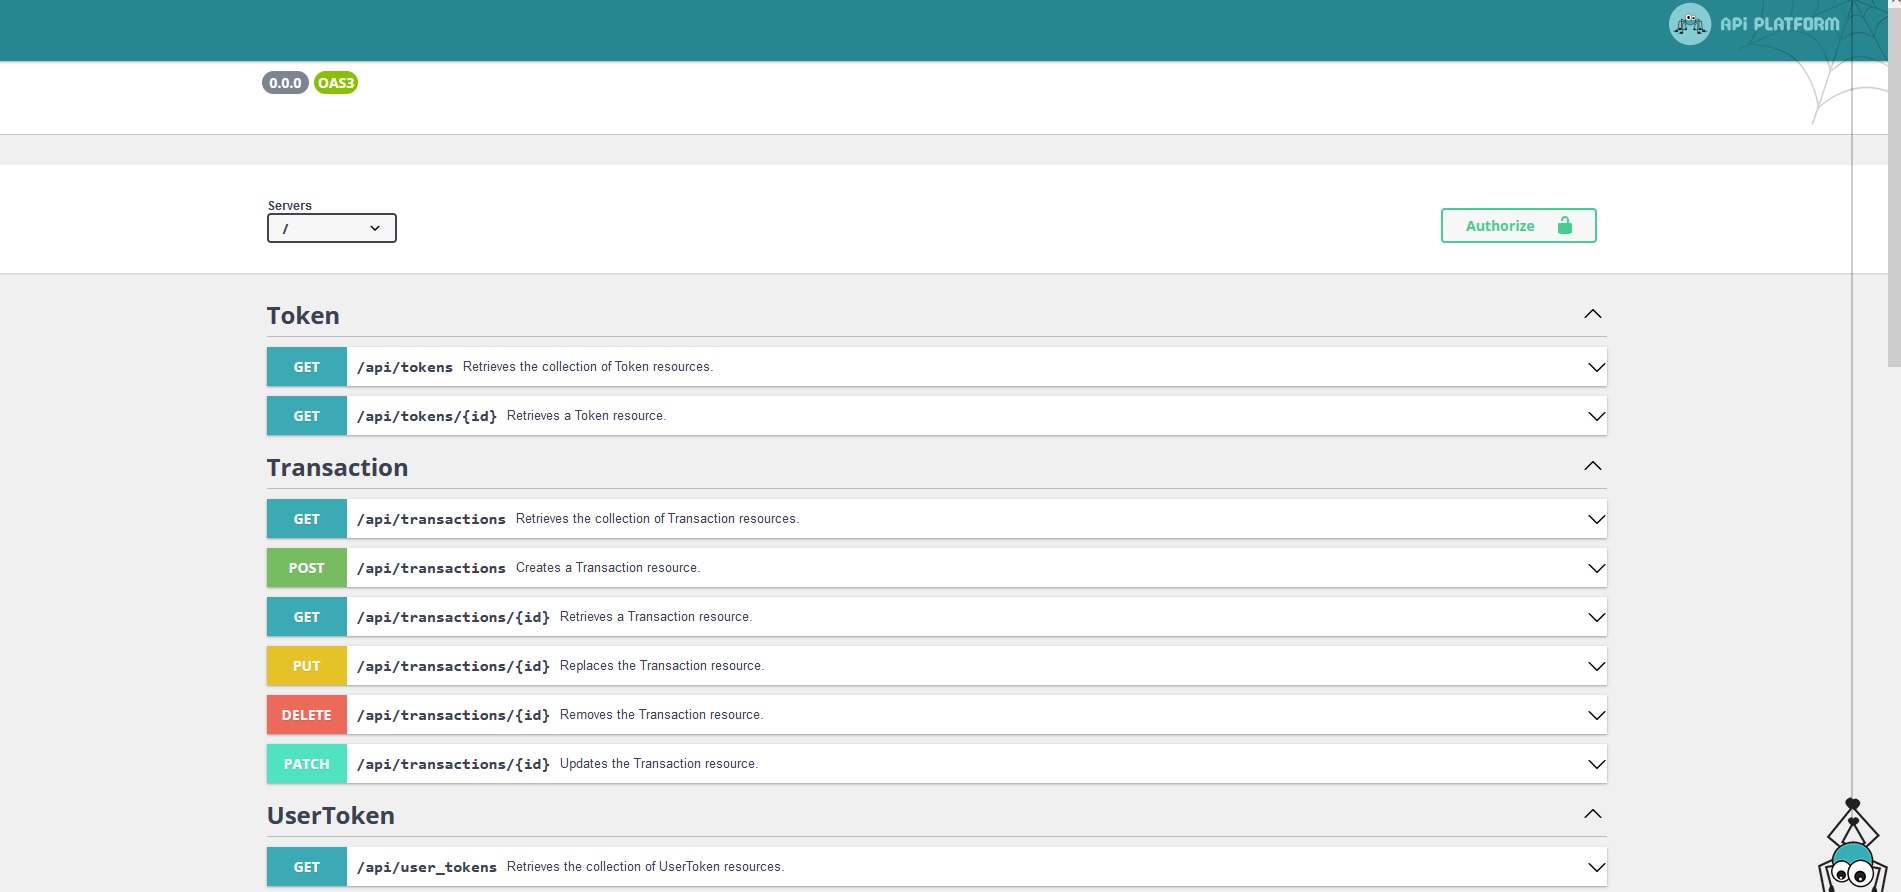 API PLATFORM
0.0.0 OAS3
Servers
/
Authorize
Token
GET /api/tokens Retrieves the collection of Token resources.
GET /api/tokens/{id} Retrieves a Token resource.
Transaction
GET /api/transactions Retrieves the collection of Transaction resources.
POST /api/transactions Creates a Transaction resource.
GET /api/transactions/{id} Retrieves a Transaction resource.
PUT /api/transactions/{id} Replaces the Transaction resource.
DELETE /api/transactions/{id} Removes the Transaction resource.
PATCH /api/transactions/{id} Updates the Transaction resource.
UserToken
GET /api/user_tokens Retrieves the collection of UserToken resources.